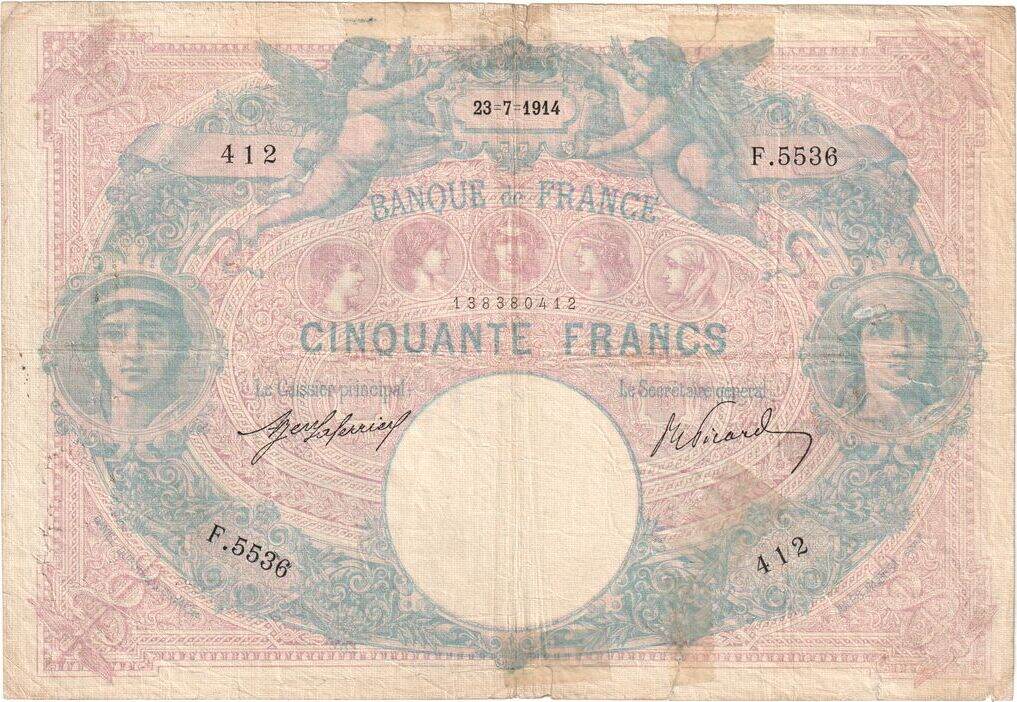 23=7=1914
412
F.5536
BANQUE de FRANCE
138380412
CINQUANTE FRANCS
Le Caissier principal,
Le Secrétaire général,
F.5536
412